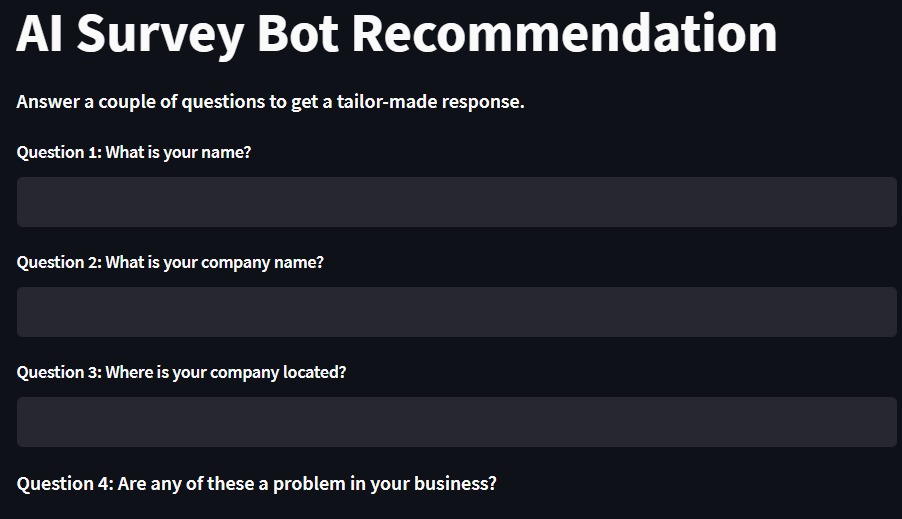 AI Survey Bot Recommendation
Answer a couple of questions to get a tailor-made response.
Question 1: What is your name?
Question 2: What is your company name?
Question 3: Where is your company located?
Question 4: Are any of these a problem in your business?